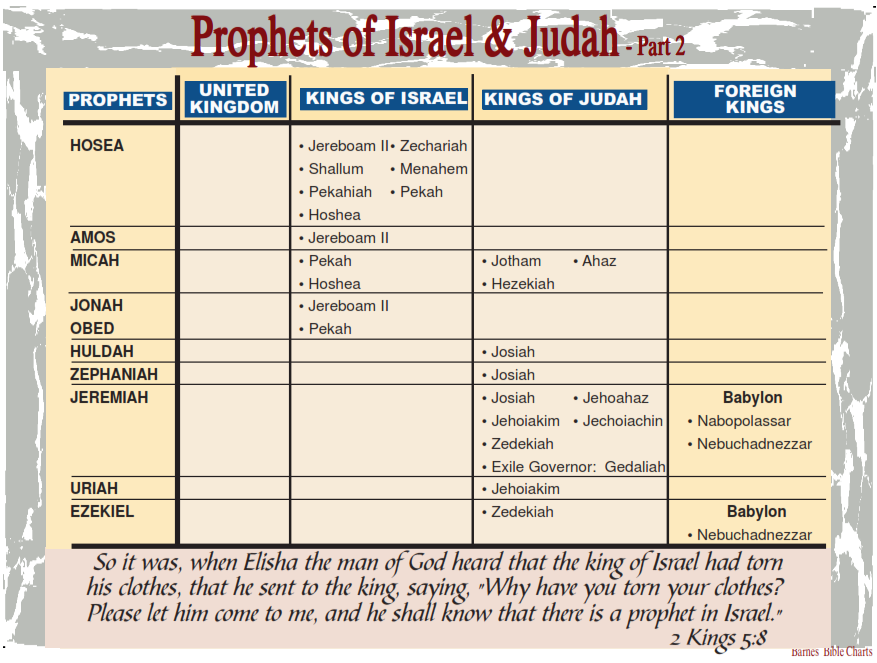 Prophets of Israel & Judah - Part 2
PROPHETS UNITED KINGDOM KINGS OF ISRAEL KINGS OF JUDAH FOREIGN KINGS
HOSEA • Jereboam II • Zechariah
• Shallum • Menahem
• Pekahiah • Pekah
• Hoshea
AMOS • Jereboam II
MICAH • Pekah • Jotham • Ahaz
• Hoshea • Hezekiah
JONAH • Jereboam II
OBED • Pekah
HULDAH • Josiah
ZEPHANIAH • Josiah
JEREMIAH • Josiah • Jehoahaz Babylon
• Jehoiakim • Jechoiachin • Nabopolassar
• Zedekiah • Nebuchadnezzar
• Exile Governor: Gedaliah
URIAH • Jehoiakim
EZEKIEL • Zedekiah Babylon
• Nebuchadnezzar
So it was, when Elisha the man of God heard that the king of Israel had torn
his clothes, that he sent to the king, saying, "Why have you torn your clothes?
Please let him come to me, and he shall know that there is a prophet in Israel."
2 Kings 5:8
Barnes Bible Charts